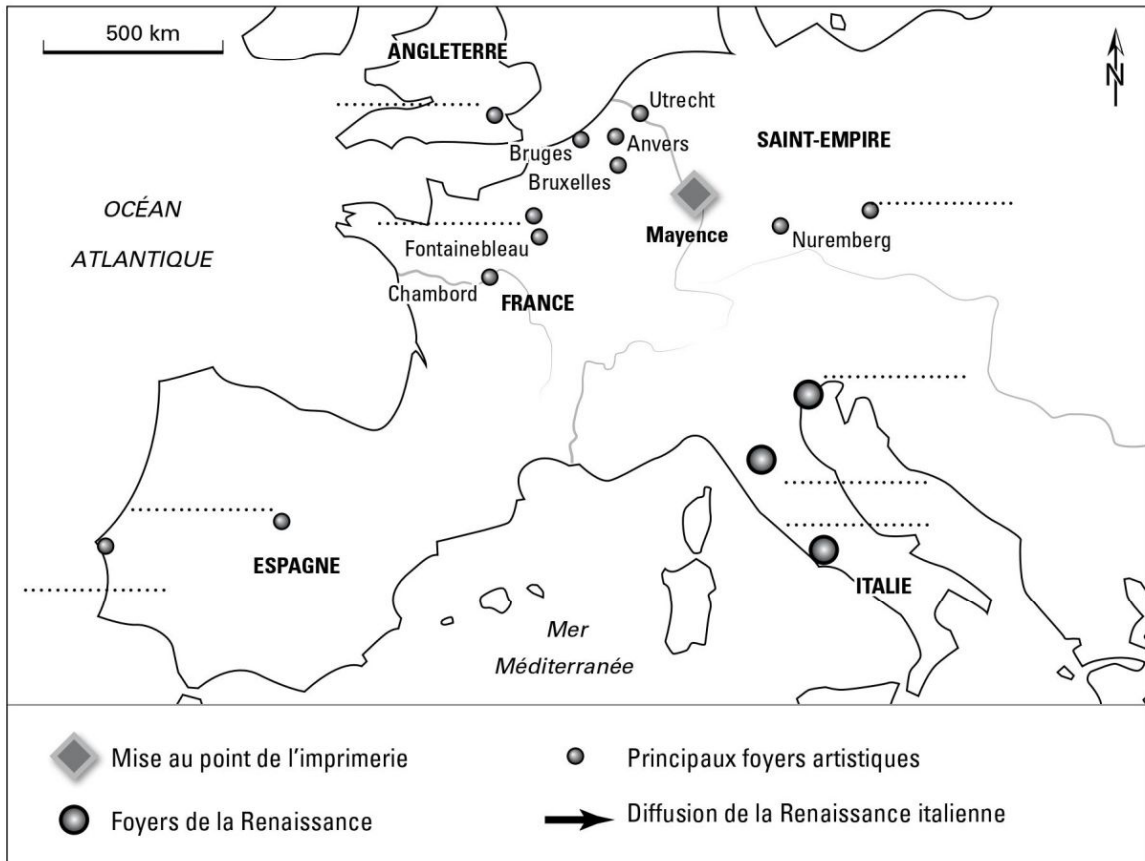 500 km
ANGLETERRE
N
Utrecht
Bruges
Anvers
Bruxelles
SAINT-EMPIRE
OCÉAN
ATLANTIQUE
Mayence
Nuremberg
Fontainebleau
Chambord
FRANCE
ESPAGNE
ITALIE
Mer
Méditerranée
Mise au point de l'imprimerie
Principaux foyers artistiques
Foyers de la Renaissance
Diffusion de la Renaissance italienne